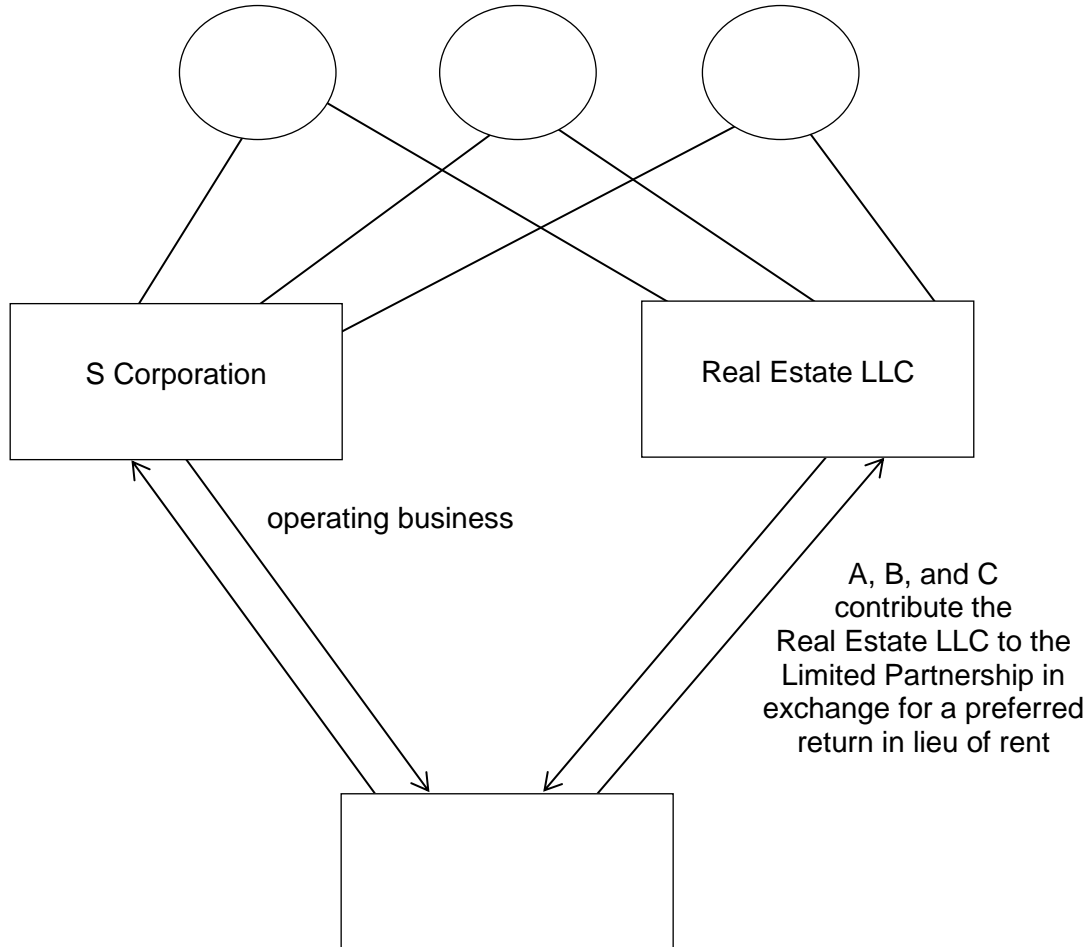 S Corporation
Real Estate LLC
operating business
A, B, and C
contribute the
Real Estate LLC to the
Limited Partnership in
exchange for a preferred
return in lieu of rent